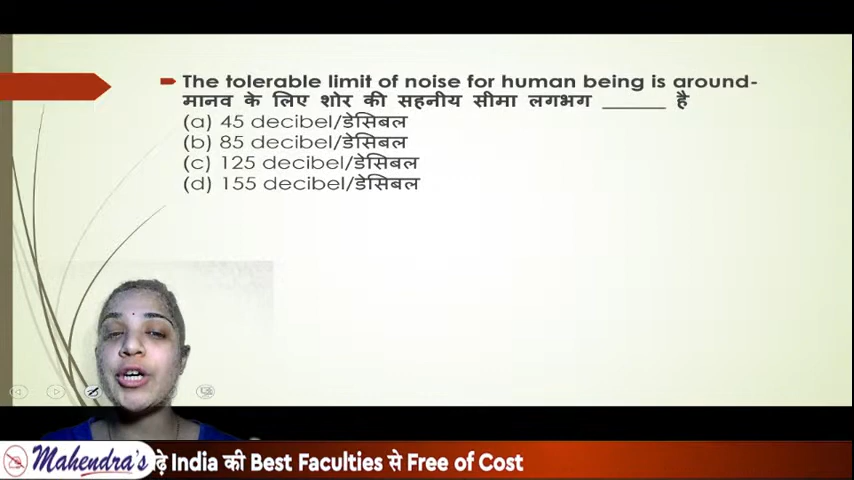 The tolerable limit of noise for human being is around-
मानव के लिए शोर की सहनीय सीमा लगभग ______ है
(a) 45 decibel/डेसिबल
(b) 85 decibel/डेसिबल
(c) 125 decibel/डेसिबल
(d) 155 decibel/डेसिबल
Mahendra's ढ़े India की Best Faculties से Free of Cost